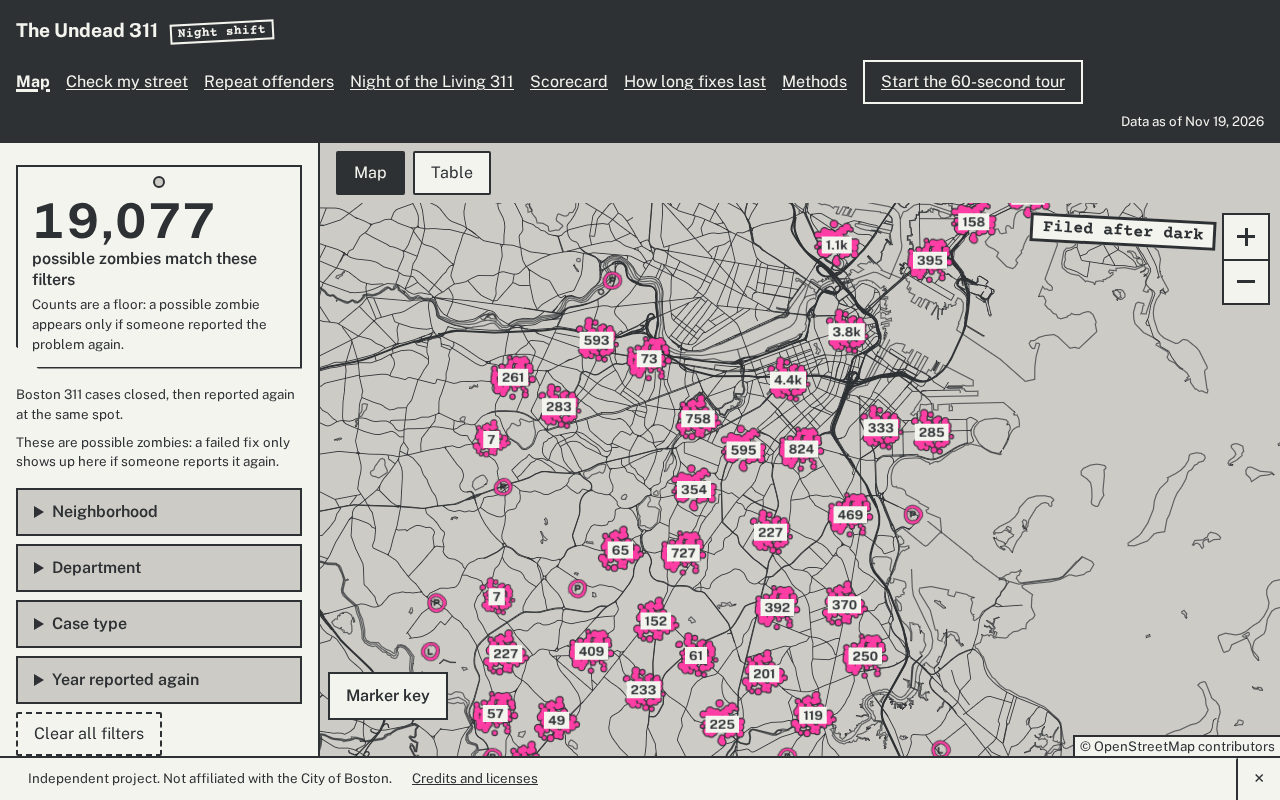 The Undead 311
Night shift
Map
Check my street
Repeat offenders
Night of the Living 311
Scorecard
How long fixes last
Methods
Start the 60-second tour
Data as of Nov 19, 2026
19,077
possible zombies match these
filters
Counts are a floor: a possible zombie
appears only if someone reported the
problem again.
Boston 311 cases closed, then reported again
at the same spot.
These are possible zombies: a failed fix only
shows up here if someone reports it again.
▶ Neighborhood
▶ Department
▶ Case type
▶ Year reported again
Clear all filters
Map
Table
Filed after dark
+
−
158
1.1k
395
593
73
3.8k
261
4.4k
283
758
7
595
824
333
285
354
469
227
65
727
P
7
P
P
392
370
152
L
227
409
61
250
201
233
57
49
225
119
L
Marker key
© OpenStreetMap contributors
Independent project. Not affiliated with the City of Boston.
Credits and licenses
×